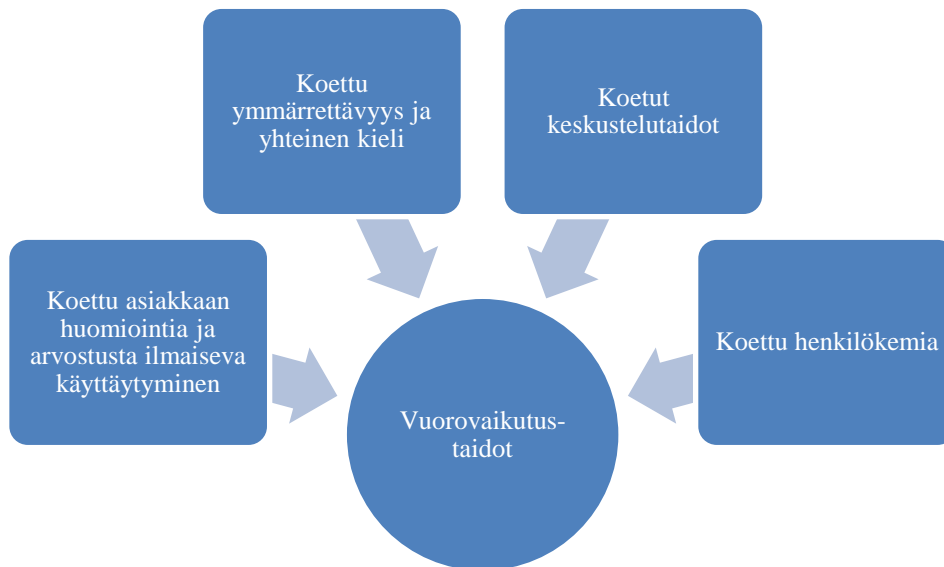 Koettu
ymmärrettävyys ja
yhteinen kieli
Koetut
keskustelutaidot
Koettu asiakkaan
huomiointia ja
arvostusta ilmaiseva
käyttäytyminen
Koettu henkilökemia
Vuorovaikutus-
taidot